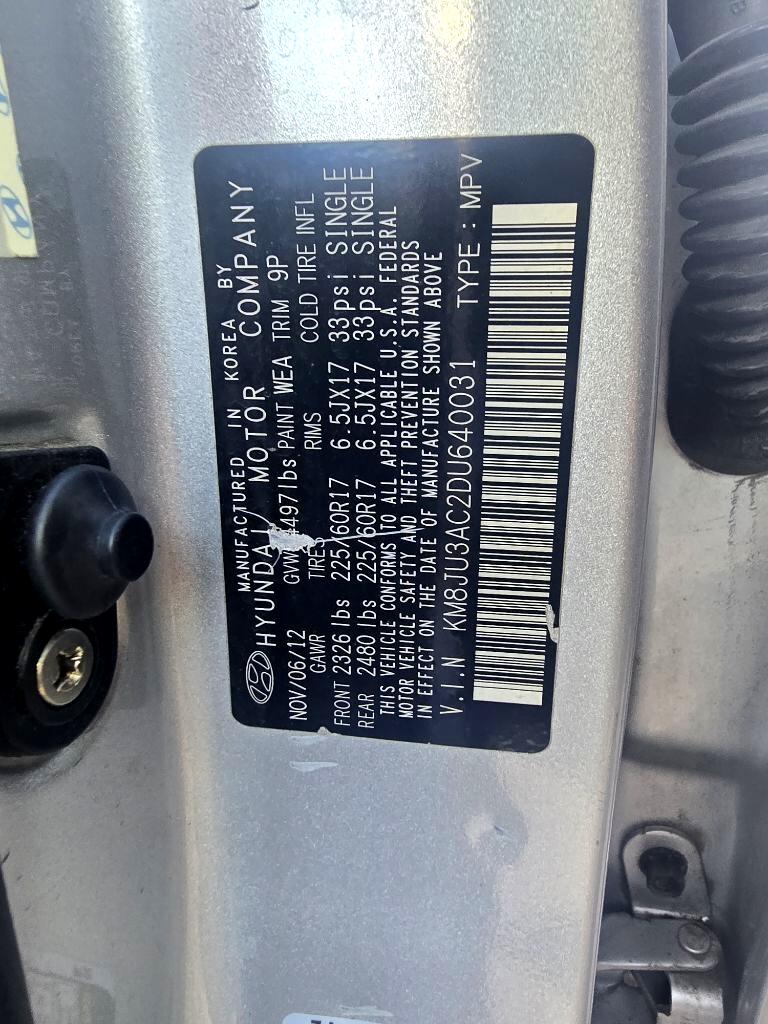 MANUFACTURED IN KOREA BY
HYUNDAI MOTOR COMPANY
NOV/06/12 4497lbs PAINT WEA TRIM 9P
GAWR TIRES RIMS COLD TIRE INFL
FRONT 2326 lbs 225/60R17 6.5JX17 33psi SINGLE
REAR 2480 lbs 225/60R17 6.5JX17 33psi SINGLE
THIS VEHICLE CONFORMS TO ALL APPLICABLE U.S.A. FEDERAL
MOTOR VEHICLE SAFETY AND THEFT PREVENTION STANDARDS
IN EFFECT ON THE DATE OF MANUFACTURE SHOWN ABOVE
V.I.N KM8JU3AC2DU640031 TYPE : MPV